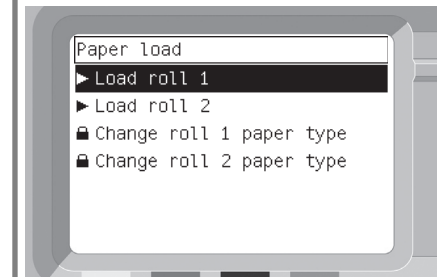 Paper load
Load roll 1
Load roll 2
Change roll 1 paper type
Change roll 2 paper type